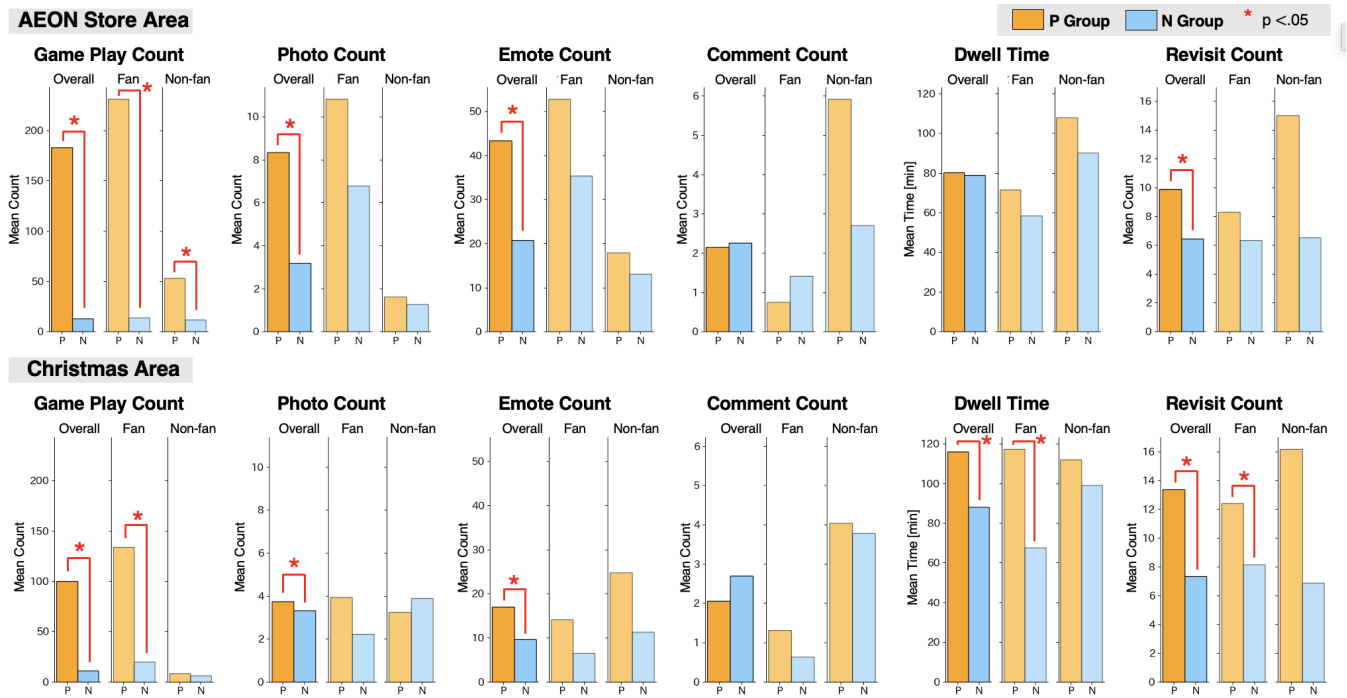 AEON Store Area
P Group N Group * p <.05
Game Play Count Photo Count Emote Count Comment Count Dwell Time Revisit Count
Overall Fan Non-fan Overall Fan Non-fan Overall Fan Non-fan Overall Fan Non-fan Overall Fan Non-fan Overall Fan Non-fan
Mean Count
0 50 100 150 200
* * *
P N P N P N
Mean Count
0 2 4 6 8 10
*
P N P N P N
Mean Count
0 10 20 30 40 50
*
P N P N P N
Mean Count
0 1 2 3 4 5 6
P N P N P N
Mean Time [min]
0 20 40 60 80 100 120
P N P N P N
Mean Count
0 2 4 6 8 10 12 14 16
*
P N P N P N
Christmas Area
Game Play Count Photo Count Emote Count Comment Count Dwell Time Revisit Count
Overall Fan Non-fan Overall Fan Non-fan Overall Fan Non-fan Overall Fan Non-fan Overall Fan Non-fan Overall Fan Non-fan
Mean Count
0 50 100 150 200
* *
P N P N P N
Mean Count
0 2 4 6 8 10
*
P N P N P N
Mean Count
0 10 20 30 40 50
*
P N P N P N
Mean Count
0 1 2 3 4 5 6
P N P N P N
Mean Time [min]
0 20 40 60 80 100 120
* *
P N P N P N
Mean Count
0 2 4 6 8 10 12 14 16
* *
P N P N P N